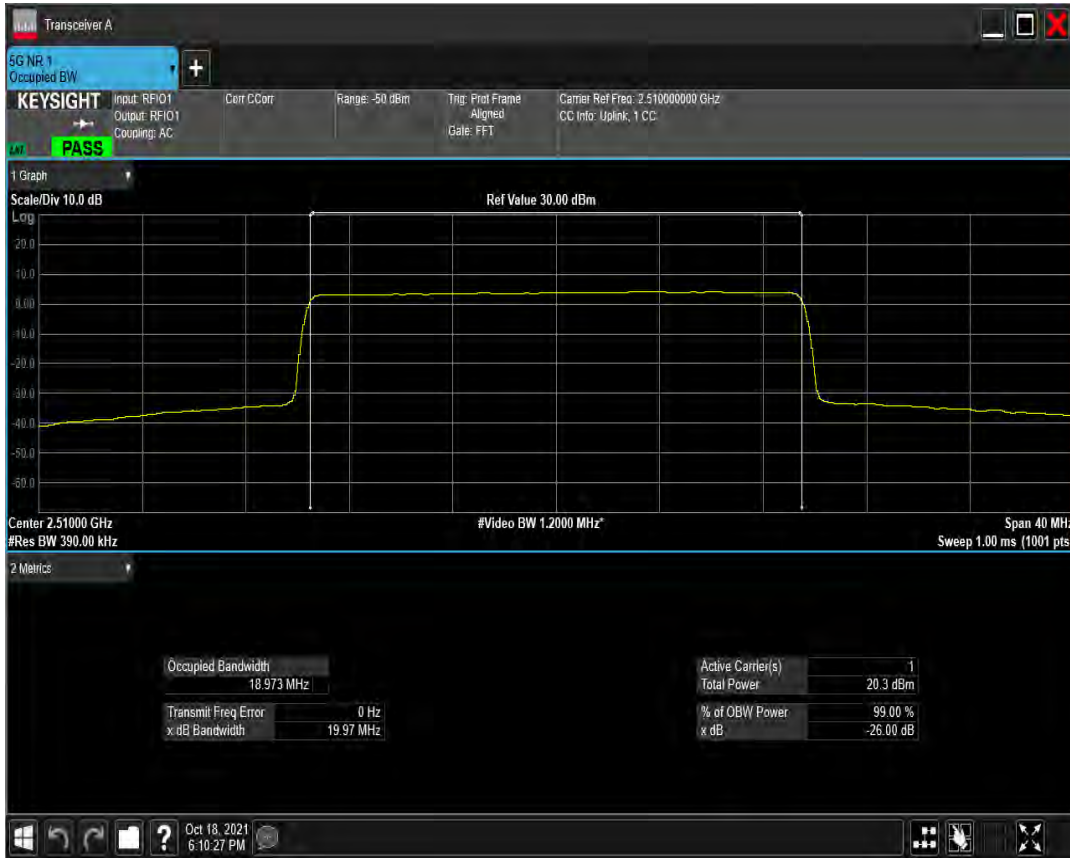 Transceiver A
5G NR 1
Occupied BW
+
KEYSIGHT
Input: RFIO1
Output: RFIO1
Coupling: AC
Corr CCorr
Range: -50 dBm
Trig: Prot Frame
Aligned
Gate: FFT
Carrier Ref Freq: 2.510000000 GHz
CC Info: Uplink, 1 CC
PASS
1 Graph
Scale/Div 10.0 dB
Ref Value 30.00 dBm
Log
20.0
10.0
0.00
-10.0
-20.0
-30.0
-40.0
-50.0
-60.0
Center 2.51000 GHz
#Video BW 1.2000 MHz*
Span 40 MHz
#Res BW 390.00 kHz
Sweep 1.00 ms (1001 pts
2 Metrics
Occupied Bandwidth
18.973 MHz
Transmit Freq Error 0 Hz
x dB Bandwidth 19.97 MHz
Active Carrier(s) 1
Total Power 20.3 dBm
% of OBW Power 99.00 %
x dB -26.00 dB
?
Oct 18, 2021
6:10:27 PM